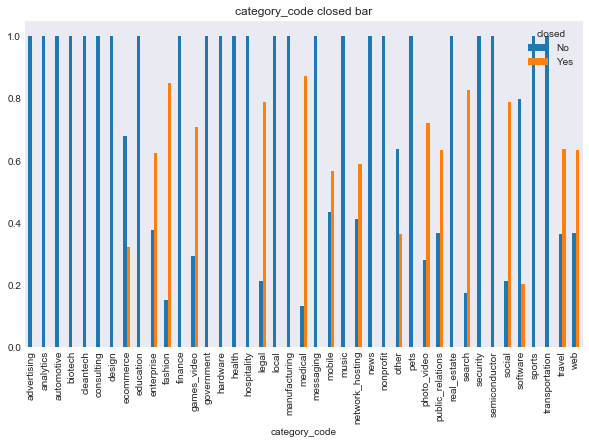 category_code closed bar
closed
No
Yes
1.0
0.8
0.6
0.4
0.2
0.0
advertising
analytics
automotive
biotech
cleantech
consulting
design
ecommerce
education
enterprise
fashion
finance
games_video
government
hardware
health
hospitality
legal
local
manufacturing
medical
messaging
mobile
music
network_hosting
news
nonprofit
other
pets
photo_video
public_relations
real_estate
search
security
semiconductor
social
software
sports
transportation
travel
web
category_code